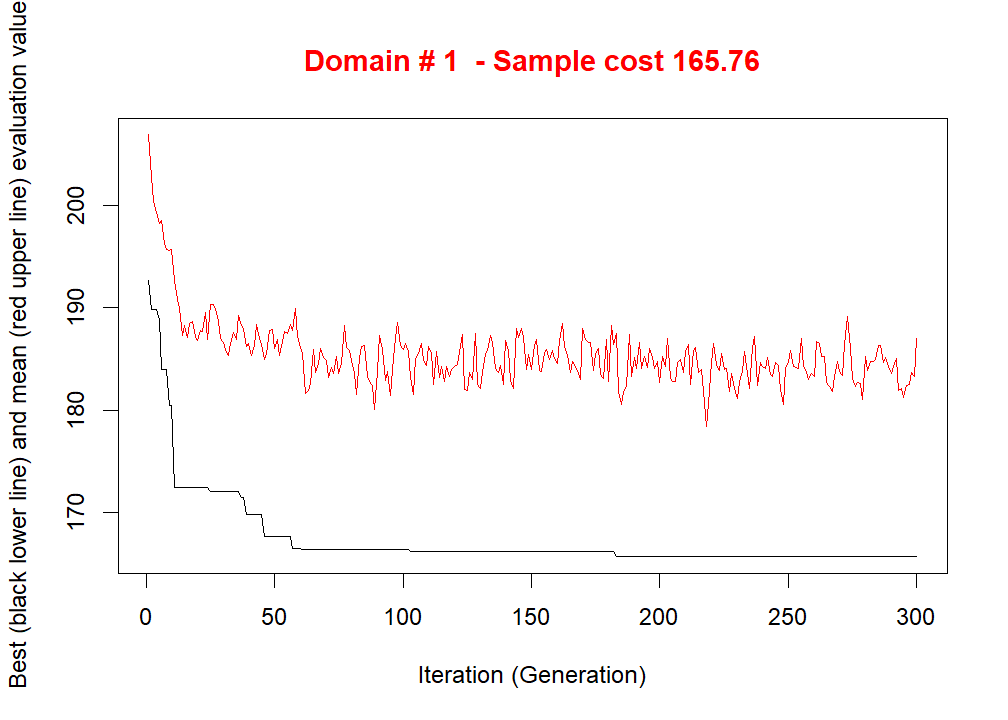 Domain # 1  - Sample cost 165.76
Best (black lower line) and mean (red upper line) evaluation value
200
190
180
170
0 50 100 150 200 250 300
Iteration (Generation)